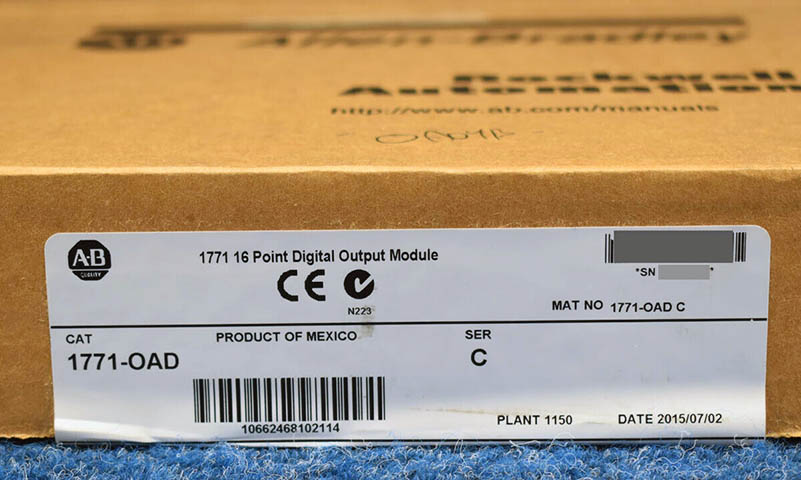 Allen-Bradley
Rockwell
Automation
http://www.ab.com/manuals
A-B
QUALITY
1771 16 Point Digital Output Module
CE
N223
*SN *
MAT NO 1771-OAD C
CAT
PRODUCT OF MEXICO
SER
1771-OAD
C
10662468102114
PLANT 1150
DATE 2015/07/02